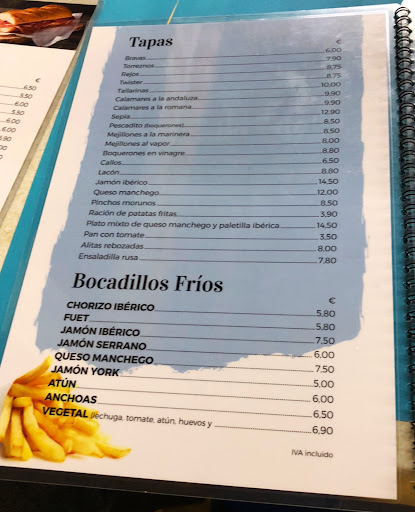 Tapas
€
Bravas 6,00
Torreznos 7,90
Rejos 8,75
Twister 8,75
Tallarinas 10,00
Calamares a la andaluza 9,90
Calamares a la romana 9,90
Sepia 12,90
Pescadito (Boquerones) 8,50
Mejillones a la marinera 8,50
Mejillones al vapor 8,00
Boquerones en vinagre 8,80
Callos 6,50
Lacón 8,80
Jamón ibérico 14,50
Queso manchego 12,00
Pinchos morunos 8,50
Ración de patatas fritas 3,90
Plato mixto de queso manchego y paletilla ibérica 14,50
Pan con tomate 3,50
Alitas rebozadas 8,00
Ensaladilla rusa 7,80
Bocadillos Fríos
€
CHORIZO IBÉRICO 5,80
FUET 5,80
JAMÓN IBÉRICO 7,50
JAMÓN SERRANO 6,00
QUESO MANCHEGO 7,50
JAMÓN YORK 5,00
ATÚN 6,00
ANCHOAS 6,50
VEGETAL (lechuga, tomate, atún, huevos y 6,90
IVA incluido